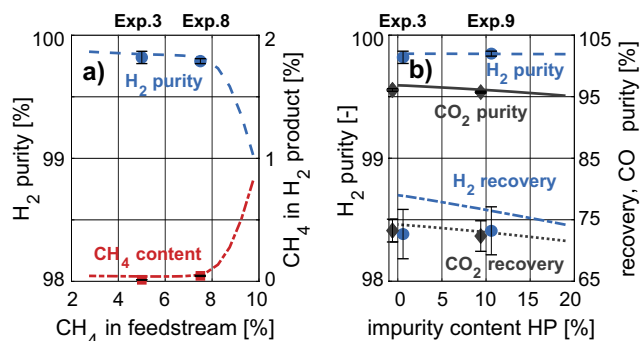 Exp.3 Exp.8
100
99
98
H2 purity [%]
a)
H2 purity
CH4 content
2
1
0
CH4 in H2 product [%]
2 4 6 8 10
CH4 in feedstream [%]
Exp.3 Exp.9
100
99
98
H2 purity [-]
b)
H2 purity
CO2 purity
H2 recovery
CO2 recovery
105
95
85
75
65
recovery, CO purity [%]
0 5 10 15 20
impurity content HP [%]